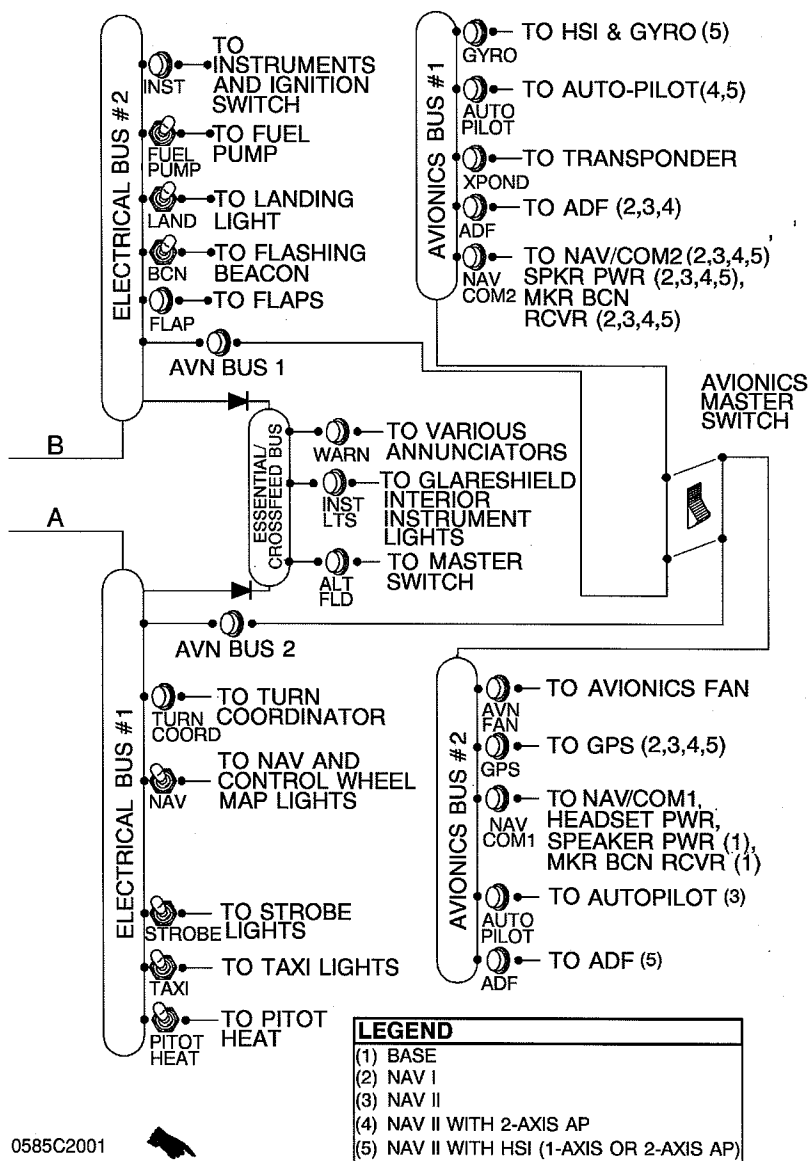 ELECTRICAL BUS #2
INST
TO
INSTRUMENTS
AND IGNITION
SWITCH
FUEL
PUMP
TO FUEL
PUMP
LAND
TO LANDING
LIGHT
BCN
TO FLASHING
BEACON
FLAP
TO FLAPS
AVN BUS 1
AVIONICS BUS #1
GYRO
TO HSI & GYRO (5)
AUTO
PILOT
TO AUTO-PILOT(4,5)
XPOND
TO TRANSPONDER
ADF
TO ADF (2,3,4)
NAV
COM2
TO NAV/COM2 (2,3,4,5)
SPKR PWR (2,3,4,5),
MKR BCN
RCVR (2,3,4,5)
AVIONICS
MASTER
SWITCH
B
A
ESSENTIAL/
CROSSFEED BUS
WARN
TO VARIOUS
ANNUNCIATORS
INST
LTS
TO GLARESHIELD
INTERIOR
INSTRUMENT
LIGHTS
ALT
FLD
TO MASTER
SWITCH
ELECTRICAL BUS #1
AVN BUS 2
TURN
COORD
TO TURN
COORDINATOR
NAV
TO NAV AND
CONTROL WHEEL
MAP LIGHTS
STROBE
TO STROBE
LIGHTS
TAXI
TO TAXI LIGHTS
PITOT
HEAT
TO PITOT
HEAT
AVIONICS BUS #2
AVN
FAN
TO AVIONICS FAN
GPS
TO GPS (2,3,4,5)
NAV
COM1
TO NAV/COM1,
HEADSET PWR,
SPEAKER PWR (1),
MKR BCN RCVR (1)
AUTO
PILOT
TO AUTOPILOT (3)
ADF
TO ADF (5)
LEGEND
(1) BASE
(2) NAV I
(3) NAV II
(4) NAV II WITH 2-AXIS AP
(5) NAV II WITH HSI (1-AXIS OR 2-AXIS AP)
0585C2001